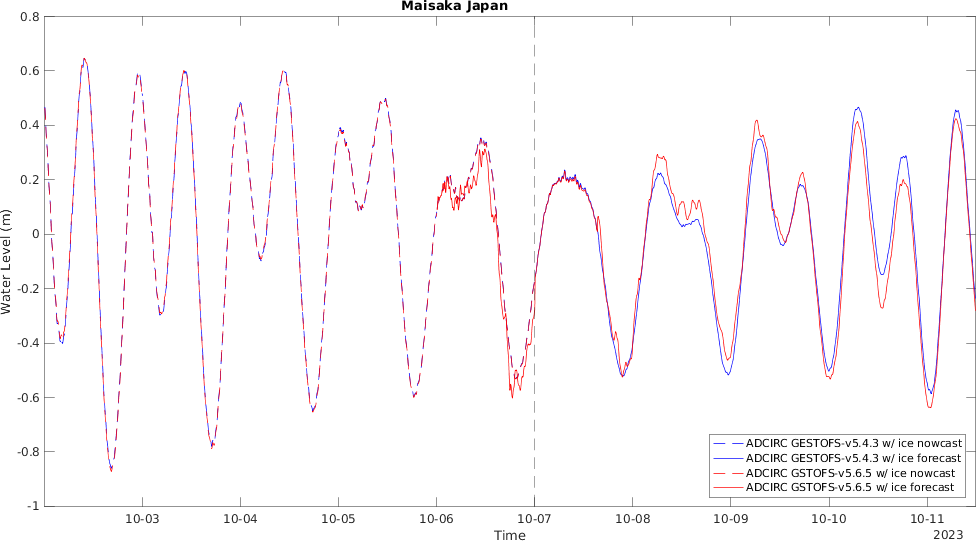 Maisaka Japan
0.8
0.6
0.4
0.2
0
-0.2
-0.4
-0.6
-0.8
-1
Water Level (m)
10-03
10-04
10-05
10-06
10-07
10-08
10-09
10-10
10-11
Time
2023
ADCIRC GESTOFS-v5.4.3 w/ ice nowcast
ADCIRC GESTOFS-v5.4.3 w/ ice forecast
ADCIRC GSTOFS-v5.6.5 w/ ice nowcast
ADCIRC GSTOFS-v5.6.5 w/ ice forecast